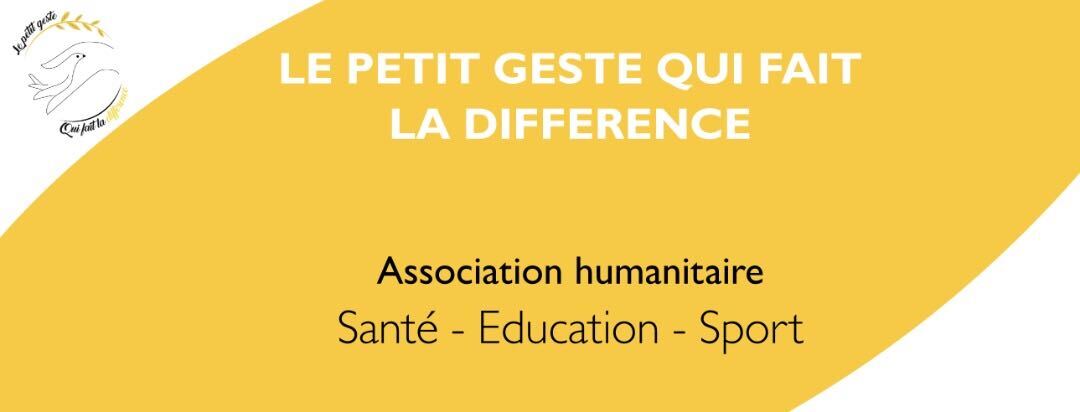 Le petit geste
Qui fait la différence
LE PETIT GESTE QUI FAIT
LA DIFFERENCE
Association humanitaire
Santé - Education - Sport